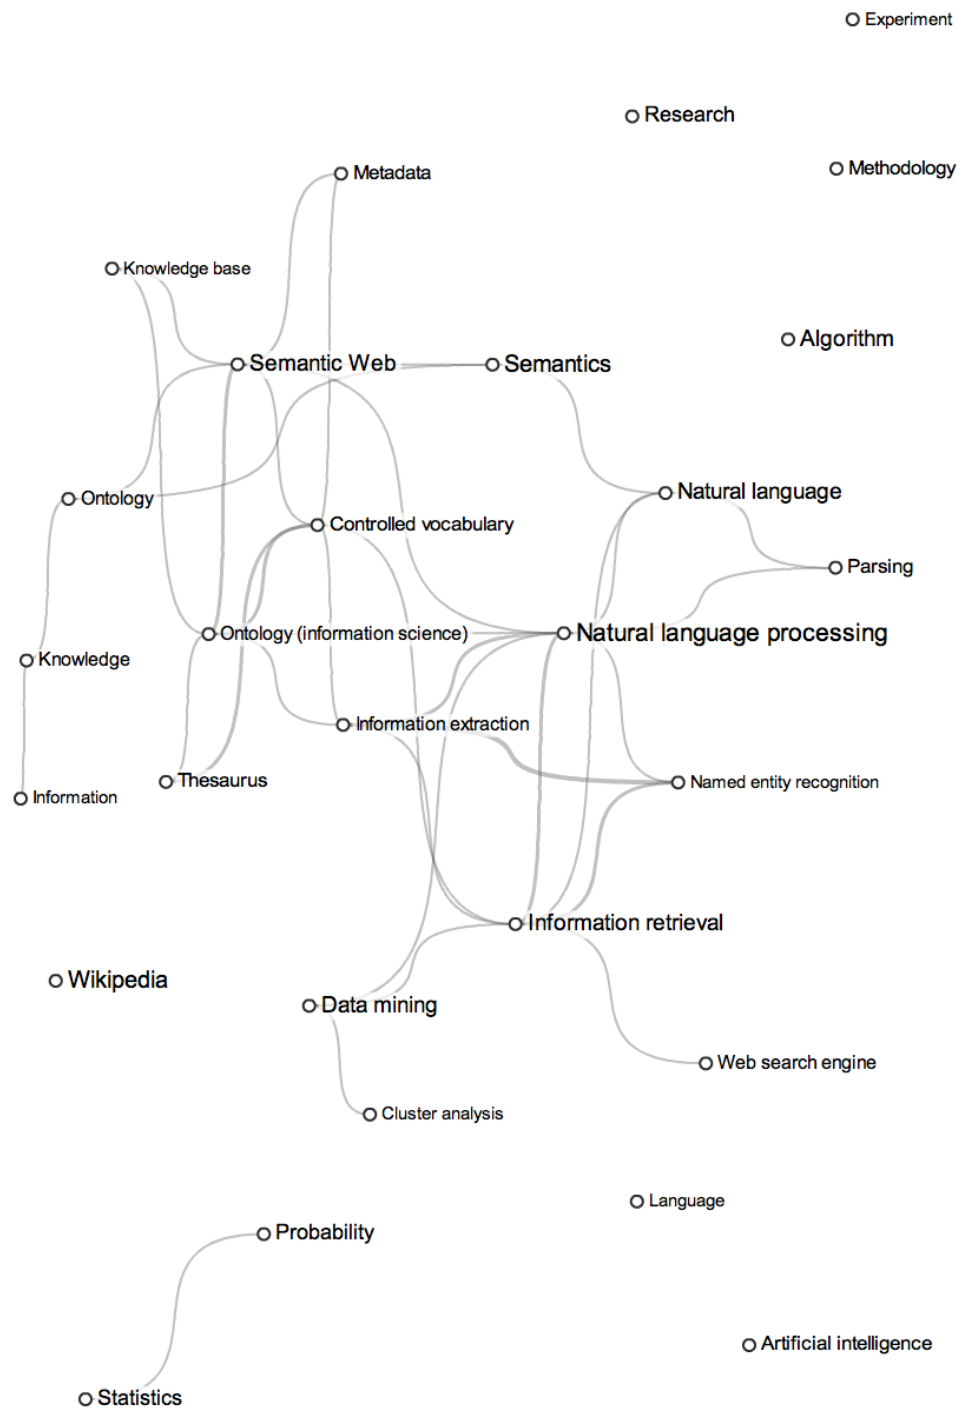 Experiment
Research
Methodology
Metadata
Knowledge base
Algorithm
Semantic Web
Semantics
Natural language
Ontology
Controlled vocabulary
Parsing
Ontology (information science)
Natural language processing
Knowledge
Information extraction
Thesaurus
Named entity recognition
Information
Information retrieval
Wikipedia
Data mining
Web search engine
Cluster analysis
Language
Probability
Artificial intelligence
Statistics